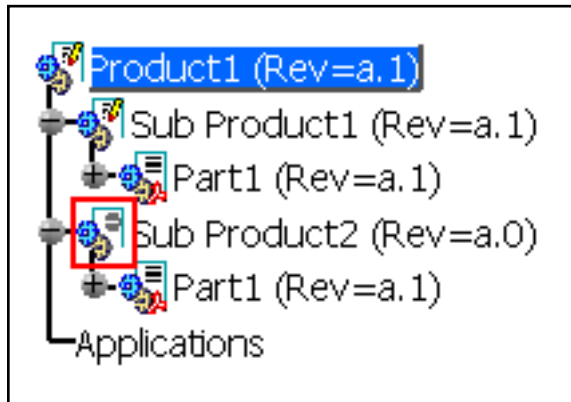 Product1 (Rev=a.1)
Sub Product1 (Rev=a.1)
Part1 (Rev=a.1)
Sub Product2 (Rev=a.0)
Part1 (Rev=a.1)
Applications